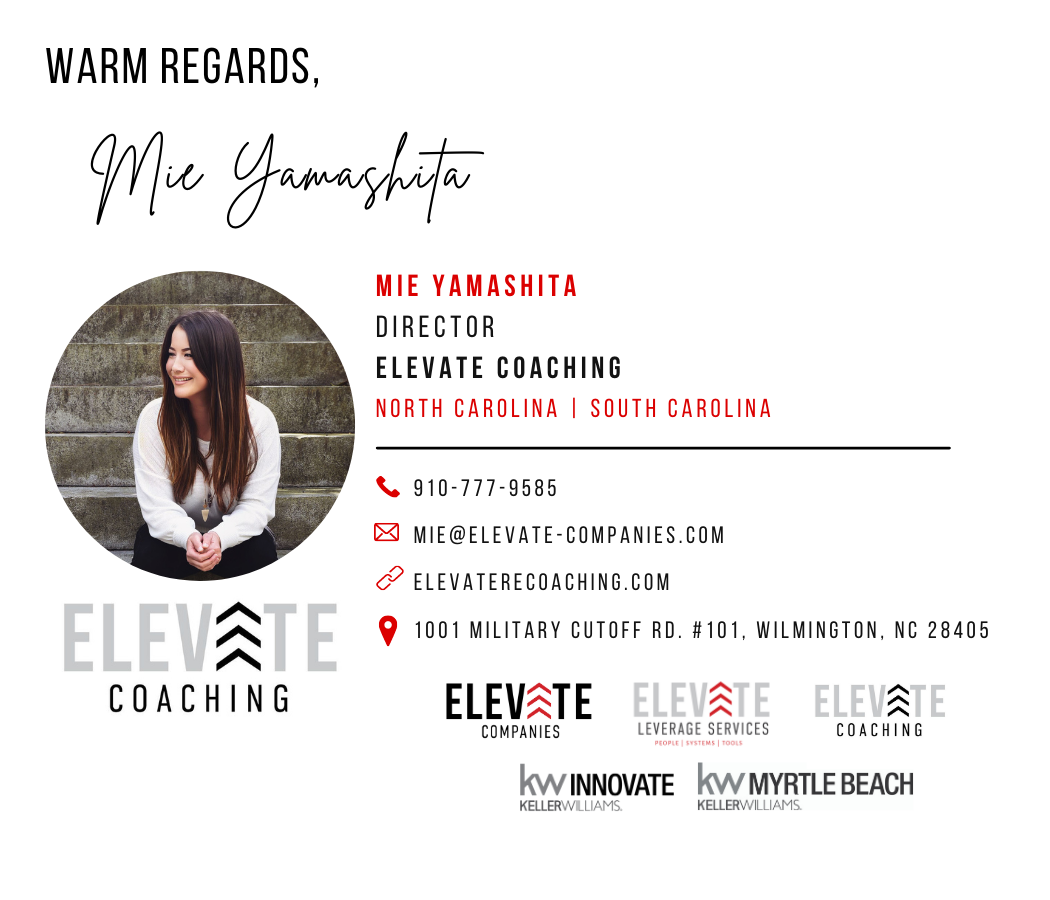 WARM REGARDS,
Mie Yamashita
MIE YAMASHITA
DIRECTOR
ELEVATE COACHING
NORTH CAROLINA | SOUTH CAROLINA
910-777-9585
MIE@ELEVATE-COMPANIES.COM
ELEVATERECOACHING.COM
1001 MILITARY CUTOFF RD. #101, WILMINGTON, NC 28405
ELEVATE
COACHING
ELEVATE
COMPANIES
ELEVATE
LEVERAGE SERVICES
PEOPLE | SYSTEMS | TOOLS
ELEVATE
COACHING
kw INNOVATE
KELLERWILLIAMS.
kw MYRTLE BEACH
KELLERWILLIAMS.